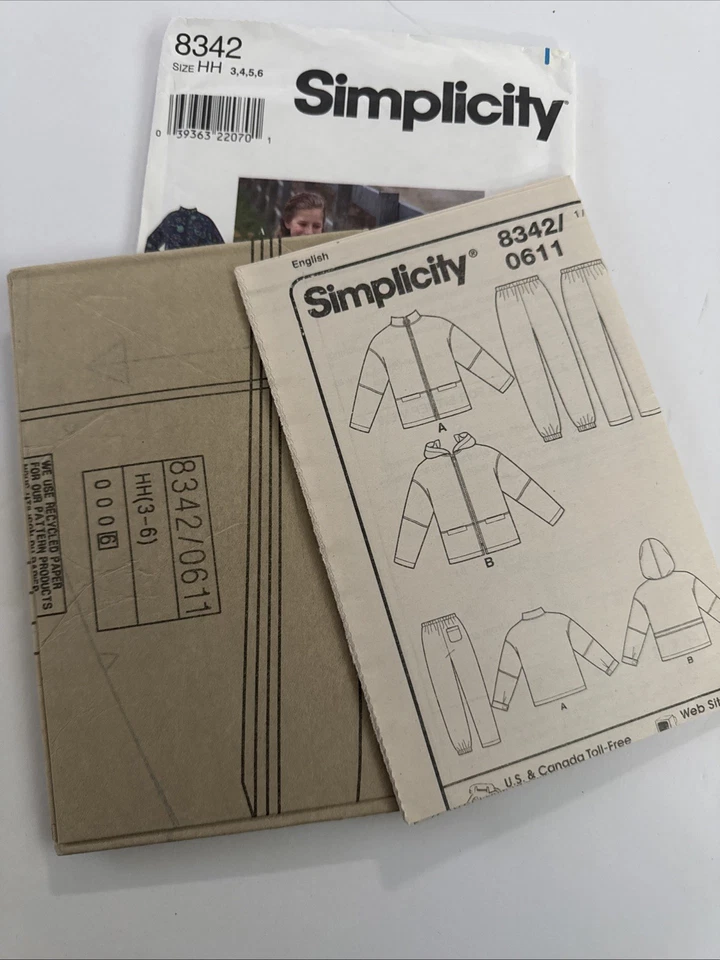 8342
SIZE HH 3,4,5,6
Simplicity
0 39363 22070 1
English
Simplicity®
8342/
0611
1/
A
B
A
B
U.S. & Canada Toll-Free
Web Sit
8342/0611
HH(3-6)
0006
WE USE RECYCLED PAPER
FOR OUR PATTERN PRODUCTS